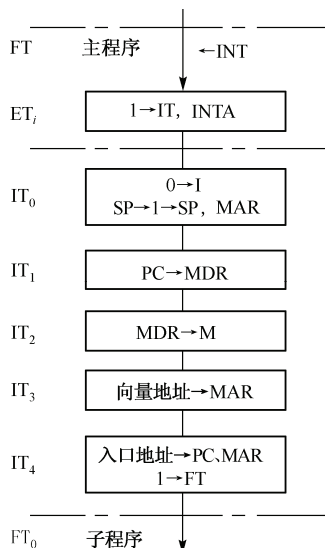 FT 主程序 ←INT
ETi 1→IT, INTA
IT0 0→I
SP→1→SP, MAR
IT1 PC→MDR
IT2 MDR→M
IT3 向量地址→MAR
IT4 入口地址→PC、MAR
1→FT
FT0 子程序